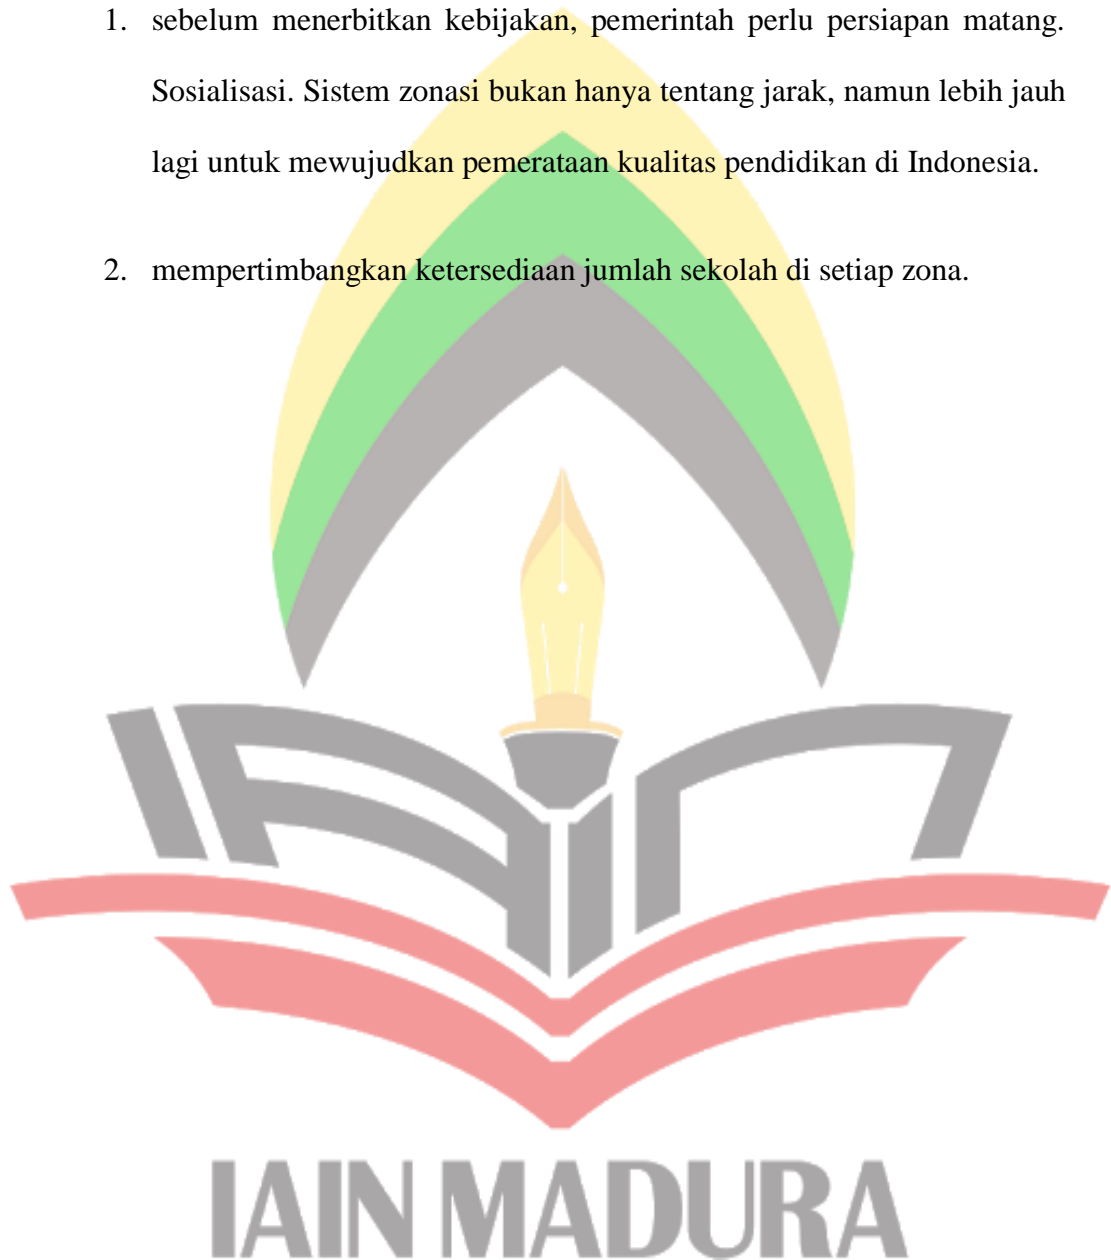 1. sebelum menerbitkan kebijakan, pemerintah perlu persiapan matang.
Sosialisasi. Sistem zonasi bukan hanya tentang jarak, namun lebih jauh
lagi untuk mewujudkan pemerataan kualitas pendidikan di Indonesia.
2. mempertimbangkan ketersediaan jumlah sekolah di setiap zona.
IAIN
IAIN MADURA